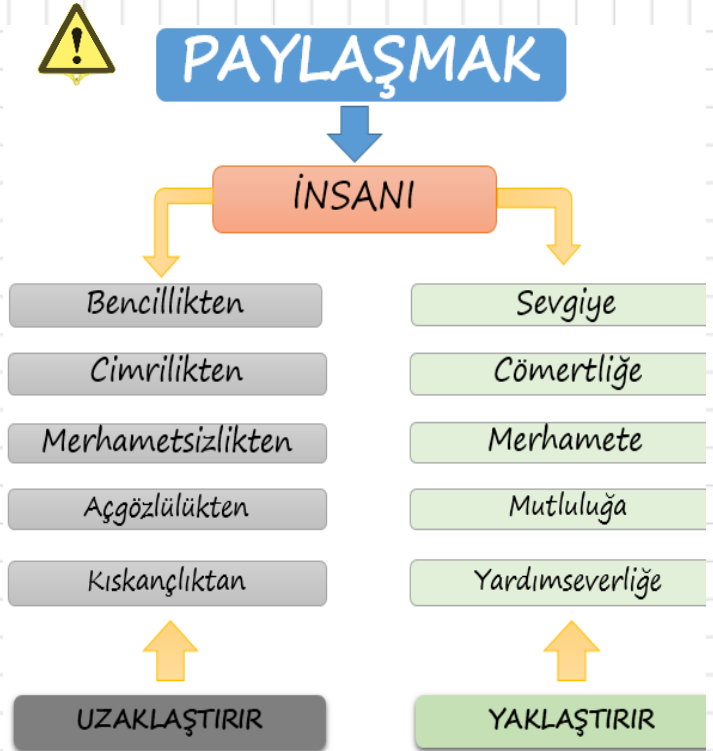 PAYLAŞMAK
İNSANI
Bencillikten
Cimrilikten
Merhametsizlikten
Açgözlülükten
Kıskançlıktan
UZAKLAŞTIRIR
Sevgiye
Cömertliğe
Merhamete
Mutluluğa
Yardımseverliğe
YAKLAŞTIRIR